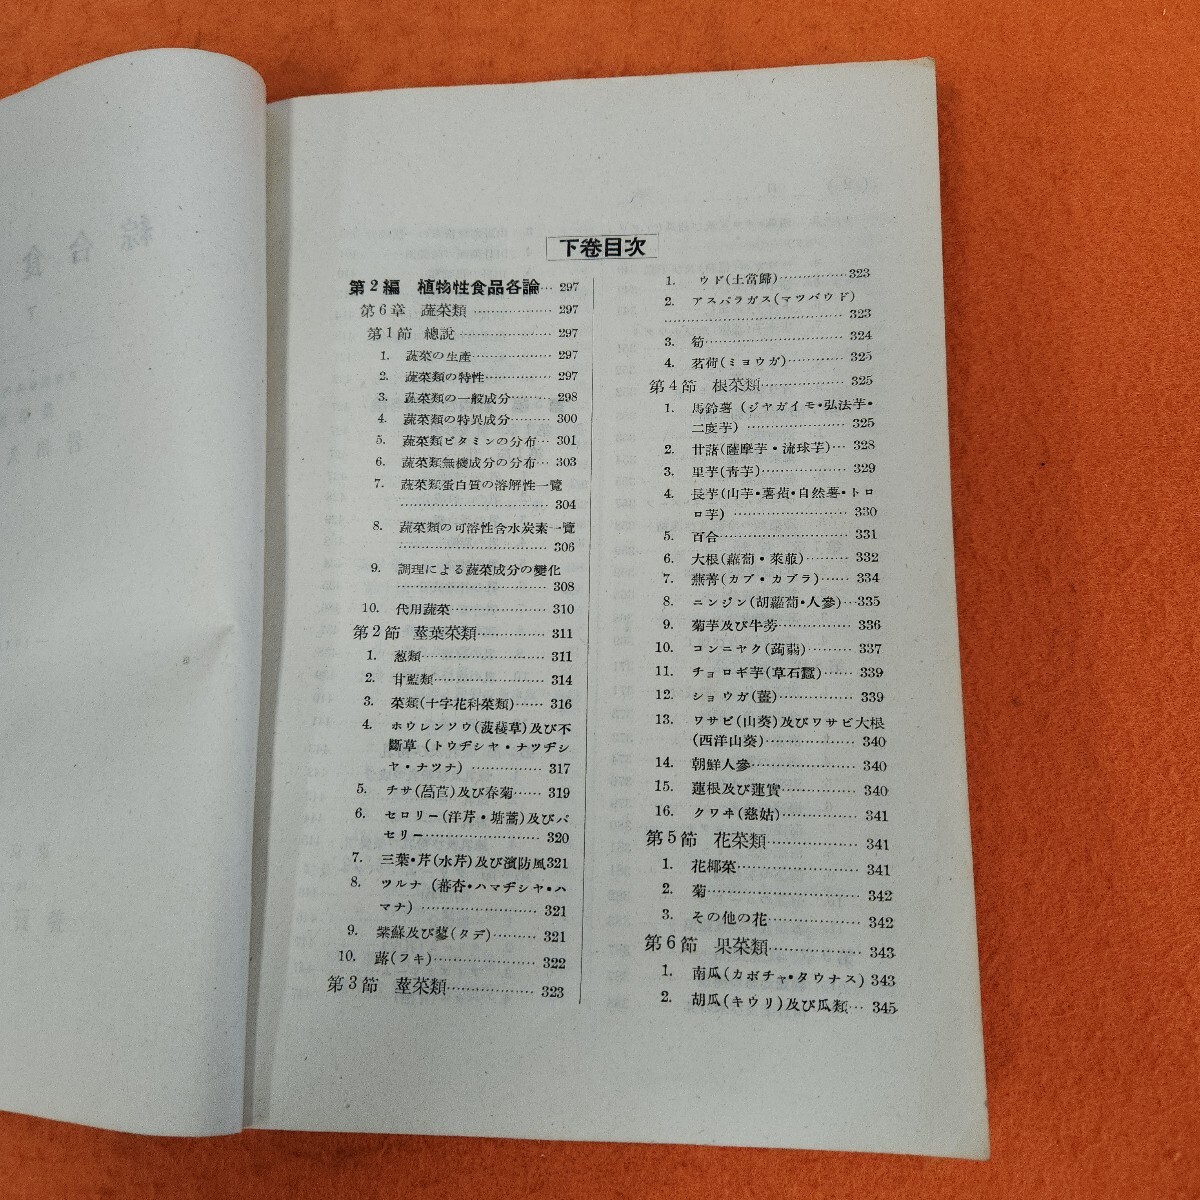 綜合食
下卷目次
第2編 植物性食品各論… 297
第6章 蔬菜類……………… 297
第1節 總說……………… 297
1. 蔬菜の生産……………… 297
2. 蔬菜類の特性…………… 297
3. 蔬菜類の一般成分……… 298
4. 蔬菜類の特異成分……… 300
5. 蔬菜類ビタミンの分布… 301
6. 蔬菜類無機成分の分布… 303
7. 蔬菜類蛋白質の溶解性一覽
……………………………… 304
8. 蔬菜類の可溶性含水炭素一覽
……………………………… 306
9. 調理による蔬菜成分の變化
……………………………… 308
10. 代用蔬菜……………… 310
第2節 莖葉菜類…………… 311
1. 葱類…………………… 311
2. 甘藍類………………… 314
3. 菜類(十字花科菜類)…… 316
4. ホウレンソウ(菠薐草)及び不
斷草(トウヂシヤ・ナツヂシ
ヤ・ナツナ)…………… 317
5. チサ(萵苣)及び春菊…… 319
6. セロリー(洋芹・塘蒿)及びパ
セリー………………… 320
7. 三葉・芹(水芹)及び濱防風321
8. ツルナ(蕃杏・ハマヂシヤ・ハ
マナ)………………… 321
9. 紫蘇及び蓼(タデ)……… 321
10. 蕗(フキ)……………… 322
第3節 莖菜類……………… 323
1. ウド(土當歸)…………… 323
2. アスパラガス(マツバウド)
……………………………… 323
3. 筍……………………… 324
4. 茗荷(ミヨウガ)………… 325
第4節 根菜類……………… 325
1. 馬鈴薯(ジヤガイモ・弘法芋・
二度芋)………………… 325
2. 甘藷(薩摩芋・流球芋)… 328
3. 里芋(靑芋)……………… 329
4. 長芋(山芋・薯蕷・自然薯・トロ
ロ芋)………………… 330
5. 百合…………………… 331
6. 大根(蘿蔔・萊菔)……… 332
7. 蕪菁(カブ・カブラ)…… 334
8. ニンジン(胡蘿蔔・人參)… 335
9. 菊芋及び牛蒡…………… 336
10. コンニヤク(蒟蒻)……… 337
11. チョロギ芋(草石蠶)…… 339
12. ショウガ(薑)…………… 339
13. ワサビ(山葵)及びワサビ大根
(西洋山葵)……………… 340
14. 朝鮮人參……………… 340
15. 蓮根及び蓮實………… 340
16. クワヰ(慈姑)…………… 341
第5節 花菜類……………… 341
1. 花椰菜………………… 341
2. 菊……………………… 342
3. その他の花…………… 342
第6節 果菜類……………… 343
1. 南瓜(カボチャ・タウナス) 343
2. 胡瓜(キウリ)及び瓜類… 345